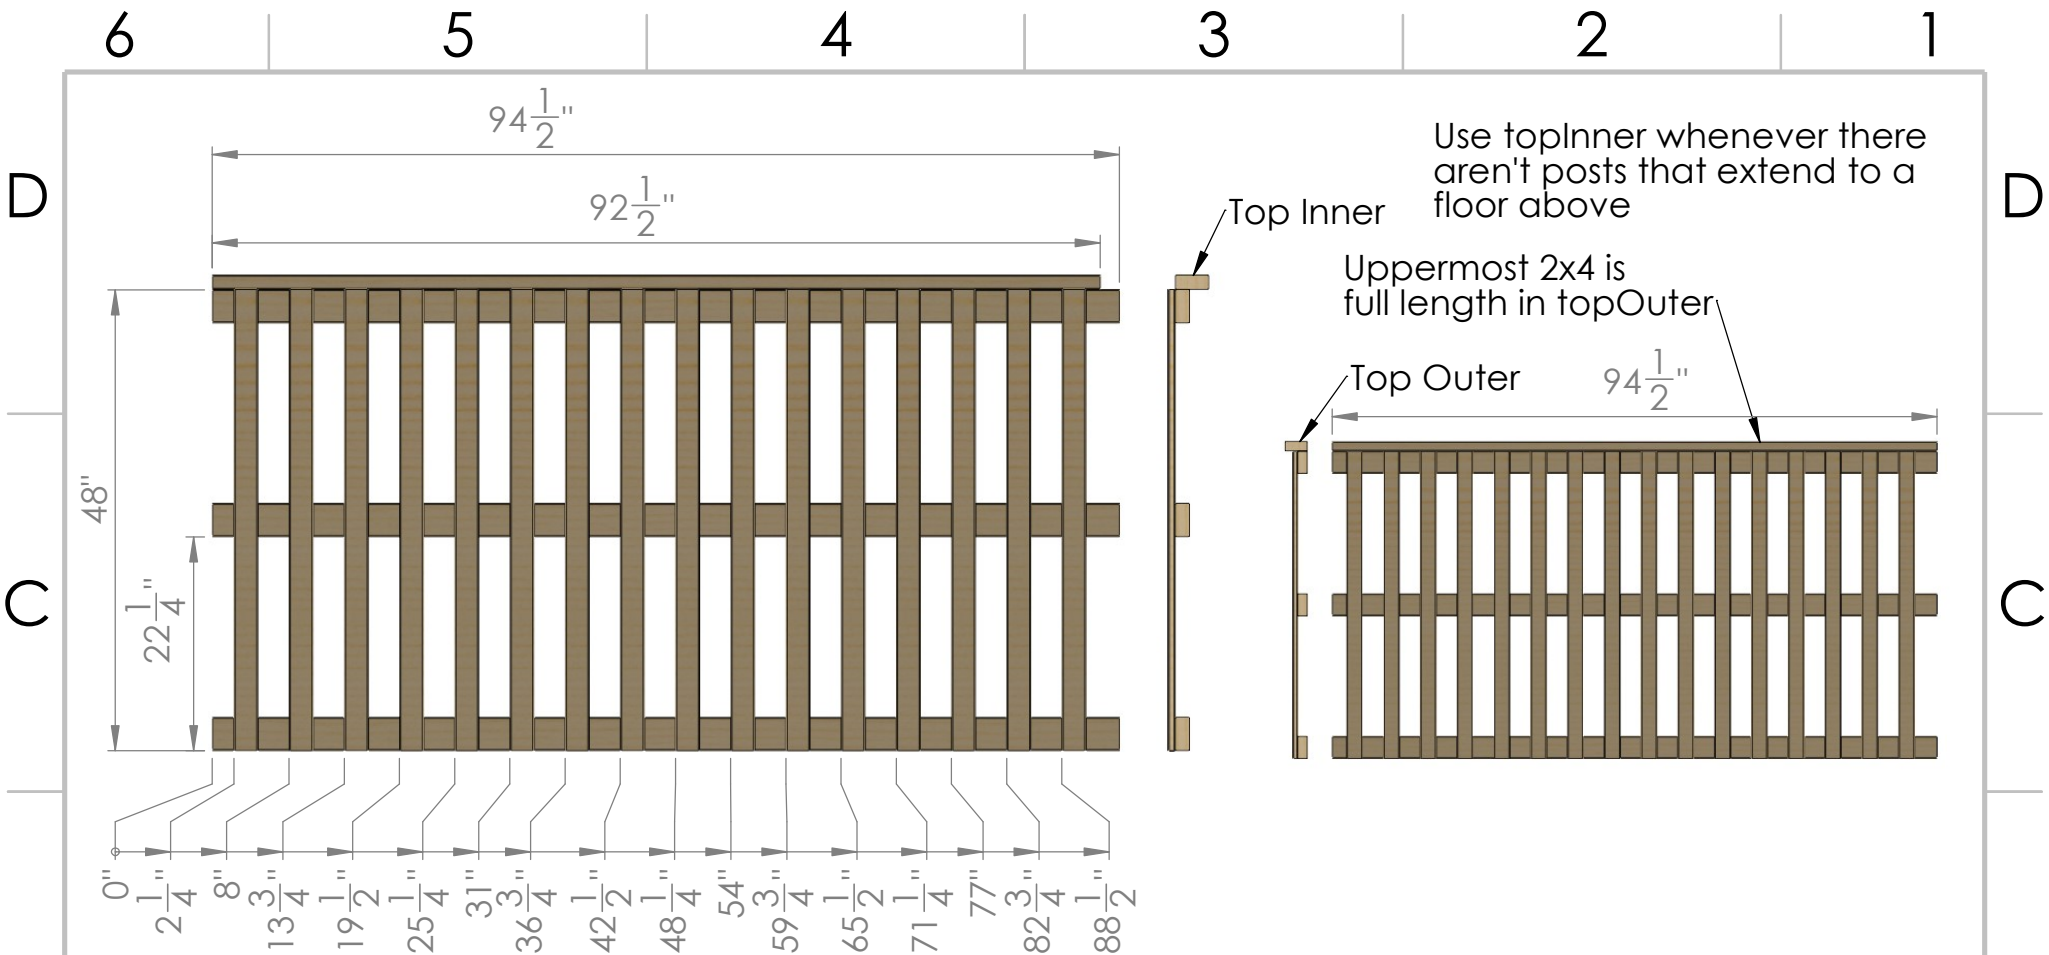 6 5 4 3 2 1
D D
94 1/2"
92 1/2"
Use topInner whenever there
aren't posts that extend to a
floor above
Top Inner
Uppermost 2x4 is
full length in topOuter
Top Outer
94 1/2"
48"
22 1/4"
C C
0" 2 1/4" 8" 13 3/4" 19 1/2" 25 1/4" 31" 36 3/4" 42 1/2" 48 1/4" 54" 59 3/4" 65 1/2" 71 1/4" 77" 82 3/4" 88 1/2"